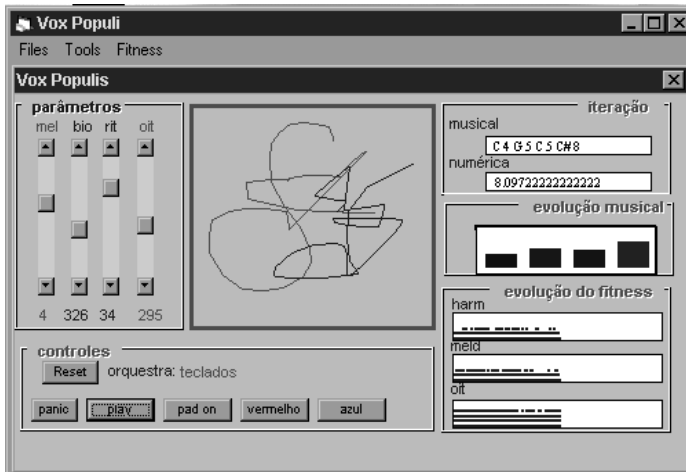 Vox Populi
Files Tools Fitness
Vox Populis
parâmetros
mel bio rit oit
4 326 34 295
iteração
musical
C 4 G 5 C 5 C# 8
numérica
8.09722222222222
evolução musical
evolução do fitness
harm
meld
oit
controles
Reset orquestra: teclados
panic play pad on vermelho azul